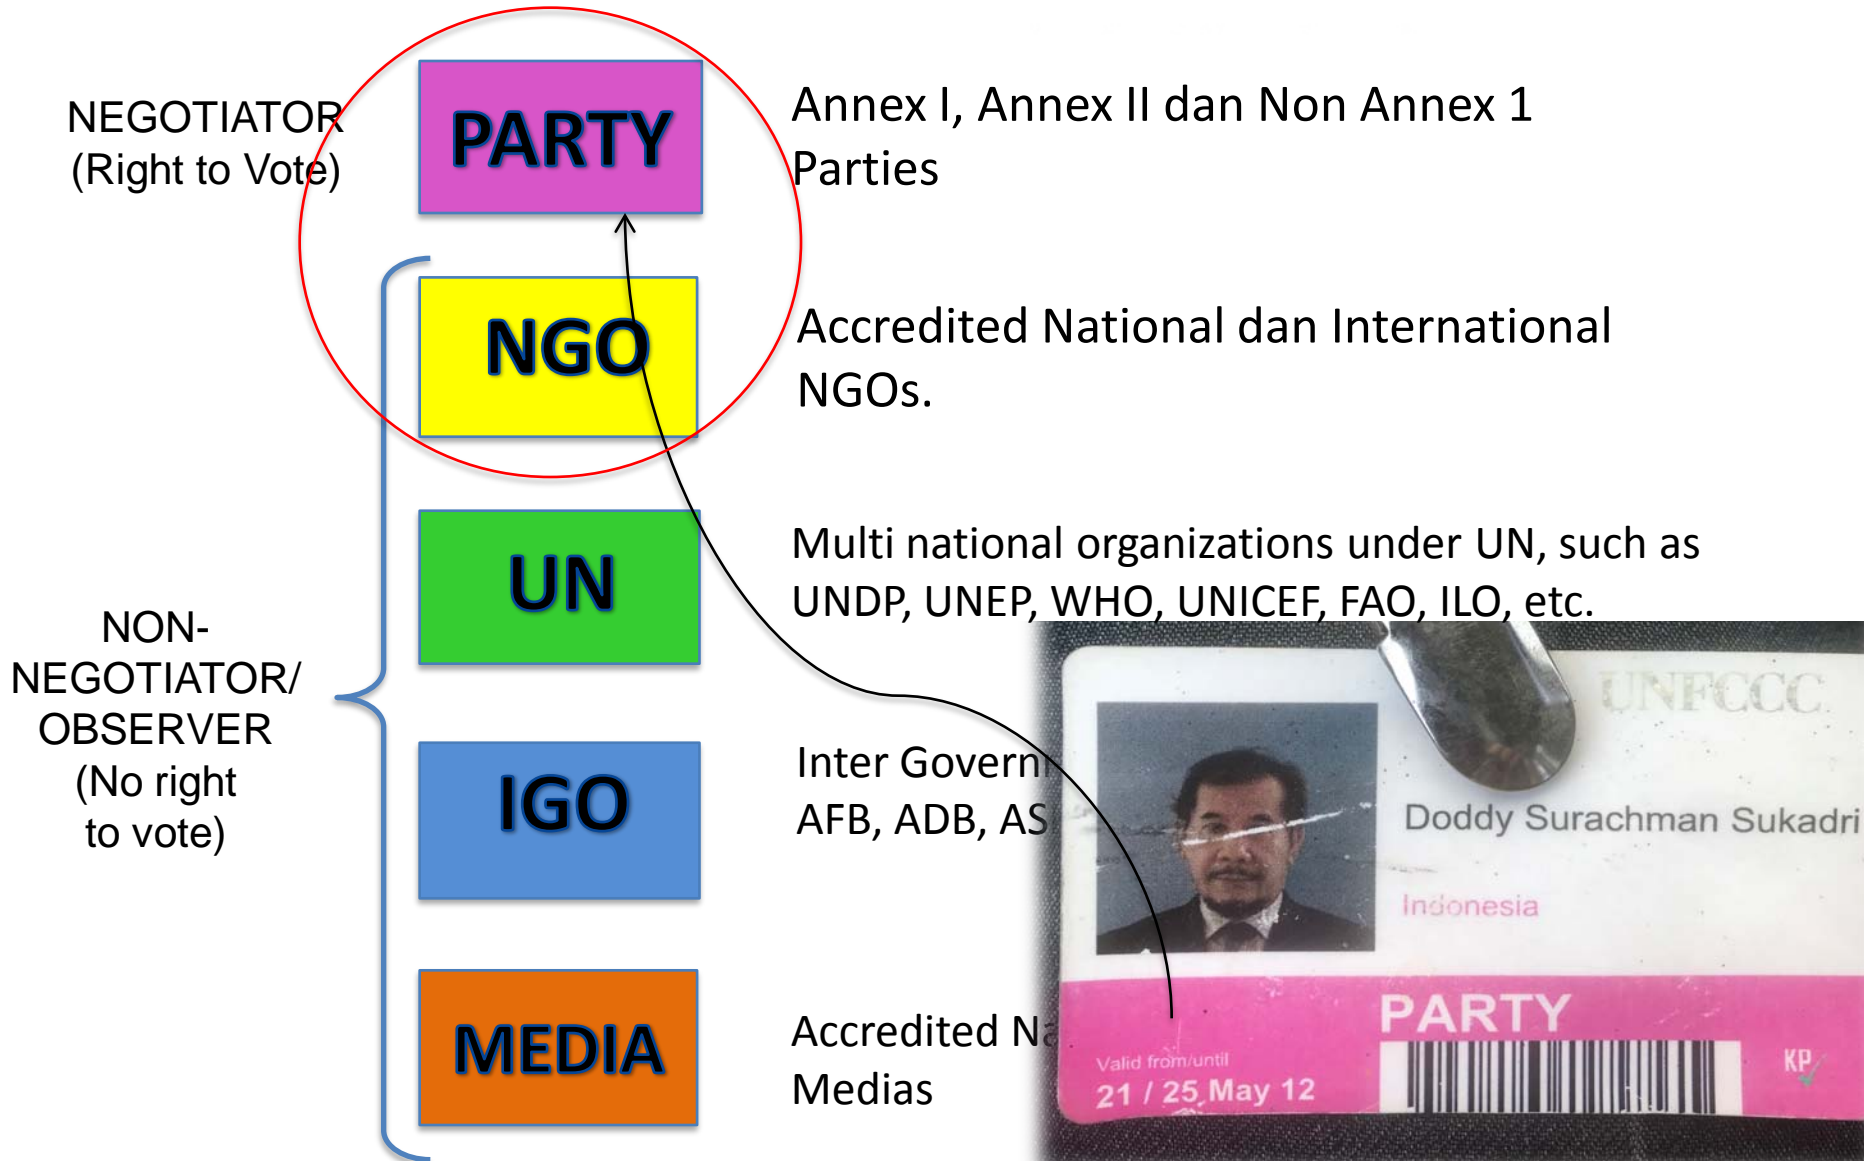 NEGOTIATOR
(Right to Vote)
PARTY
Annex I, Annex II dan Non Annex 1
Parties
NGO
Accredited National dan International
NGOs.
UN
Multi national organizations under UN, such as
UNDP, UNEP, WHO, UNICEF, FAO, ILO, etc.
NON-
NEGOTIATOR/
OBSERVER
(No right
to vote)
IGO
Inter
AFB, ADB,
MEDIA
Accredited
Medias
UNFCCC
Doddy Surachman Sukadri
Indonesia
PARTY
Valid from/until
21 / 25 May 12
KP